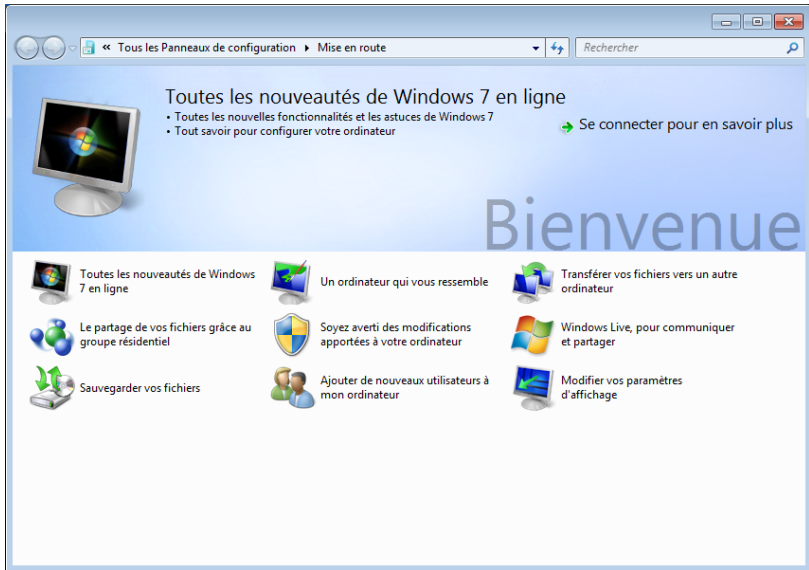 « Tous les Panneaux de configuration ▸ Mise en route
Rechercher
Toutes les nouveautés de Windows 7 en ligne
• Toutes les nouvelles fonctionnalités et les astuces de Windows 7
• Tout savoir pour configurer votre ordinateur
Se connecter pour en savoir plus
Bienvenue
Toutes les nouveautés de Windows
7 en ligne
Un ordinateur qui vous ressemble
Transférer vos fichiers vers un autre
ordinateur
Le partage de vos fichiers grâce au
groupe résidentiel
Soyez averti des modifications
apportées à votre ordinateur
Windows Live, pour communiquer
et partager
Sauvegarder vos fichiers
Ajouter de nouveaux utilisateurs à
mon ordinateur
Modifier vos paramètres
d'affichage